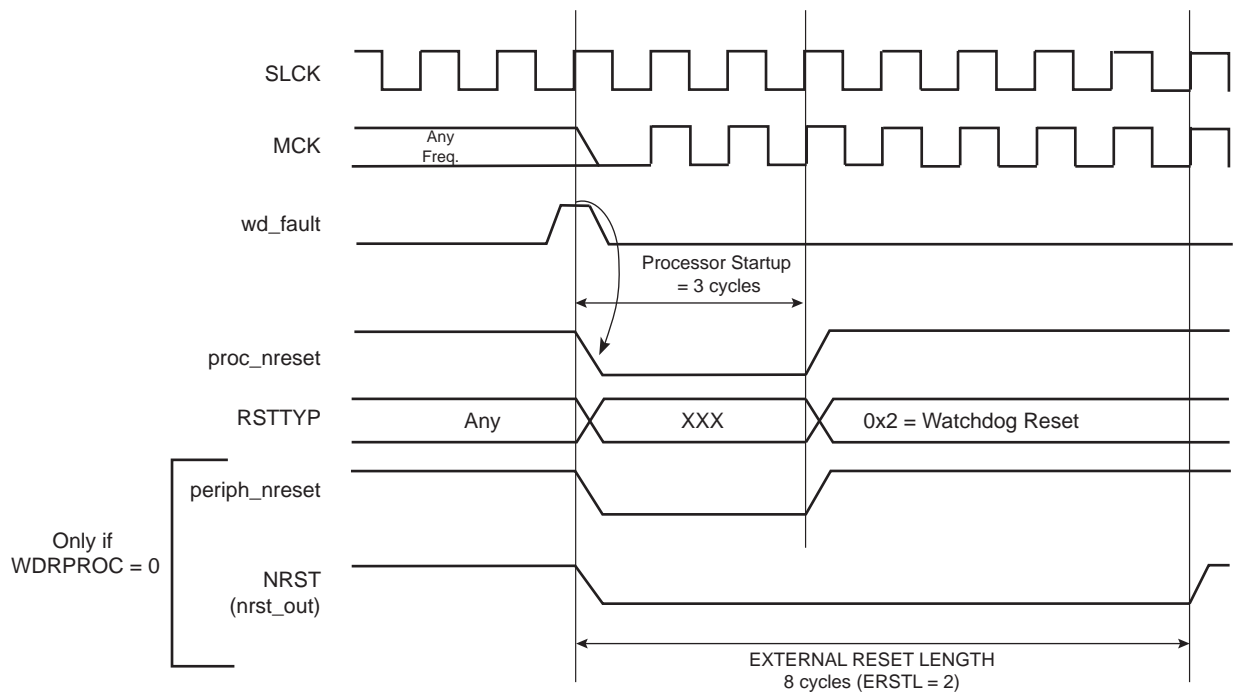 SLCK
MCK
Any
Freq.
wd_fault
Processor Startup
= 3 cycles
proc_nreset
RSTTYP
Any
XXX
0x2 = Watchdog Reset
periph_nreset
Only if
WDRPROC = 0
NRST
(nrst_out)
EXTERNAL RESET LENGTH
8 cycles (ERSTL = 2)